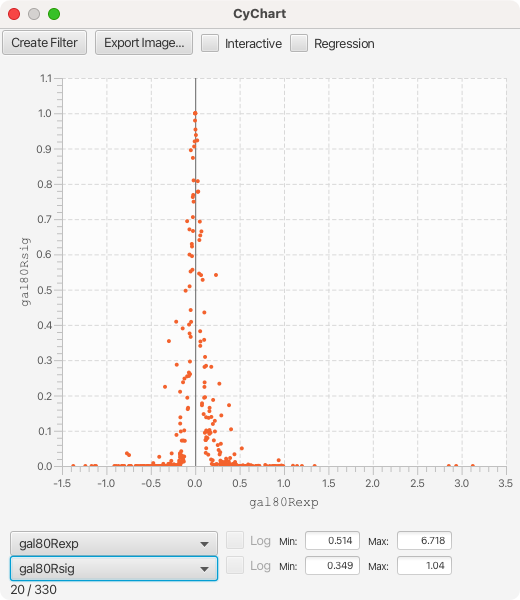 CyChart
Create Filter Export Image... Interactive Regression
1.1
1.0
0.9
0.8
0.7
0.6
0.5
0.4
0.3
0.2
0.1
0.0
gal80Rsig
-1.5 -1.0 -0.5 0.0 0.5 1.0 1.5 2.0 2.5 3.0 3.5
gal80Rexp
gal80Rexp Log Min: 0.514 Max: 6.718
gal80Rsig Log Min: 0.349 Max: 1.04
20 / 330